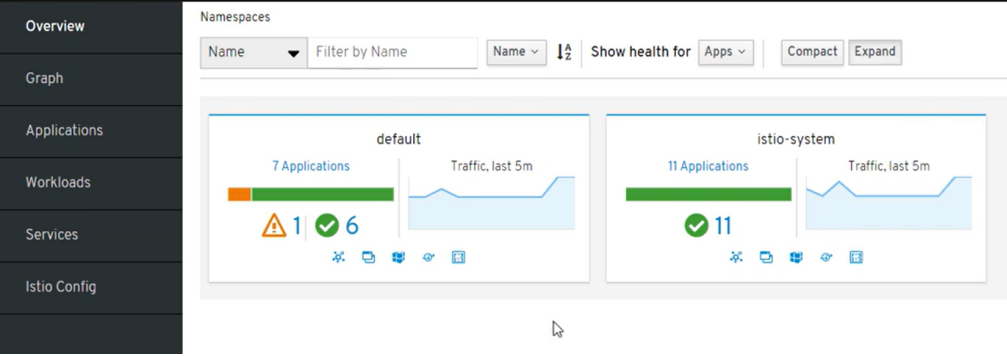 Overview
Graph
Applications
Workloads
Services
Istio Config
Namespaces
Name Filter by Name Name Show health for Apps Compact Expand
default
7 Applications Traffic, last 5m
1 6
istio-system
11 Applications Traffic, last 5m
11